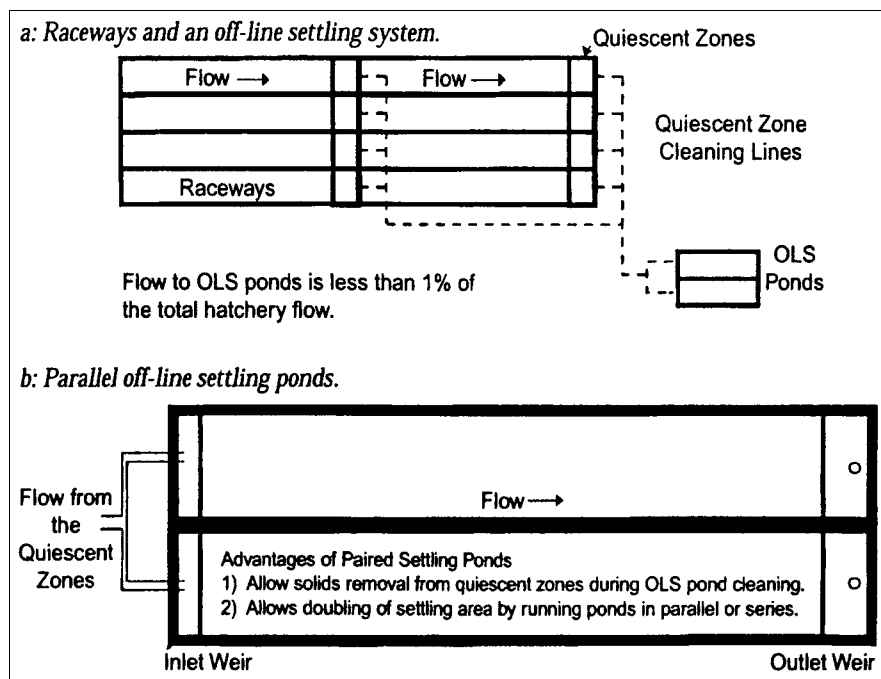 a: Raceways and an off-line settling system.
Quiescent Zones
Flow → Flow →
Quiescent Zone
Cleaning Lines
Raceways
OLS
Ponds
Flow to OLS ponds is less than 1% of
the total hatchery flow.
b: Parallel off-line settling ponds.
Flow from
the
Quiescent
Zones
Flow →
Advantages of Paired Settling Ponds
1) Allow solids removal from quiescent zones during OLS pond cleaning.
2) Allows doubling of settling area by running ponds in parallel or series.
Inlet Weir
Outlet Weir